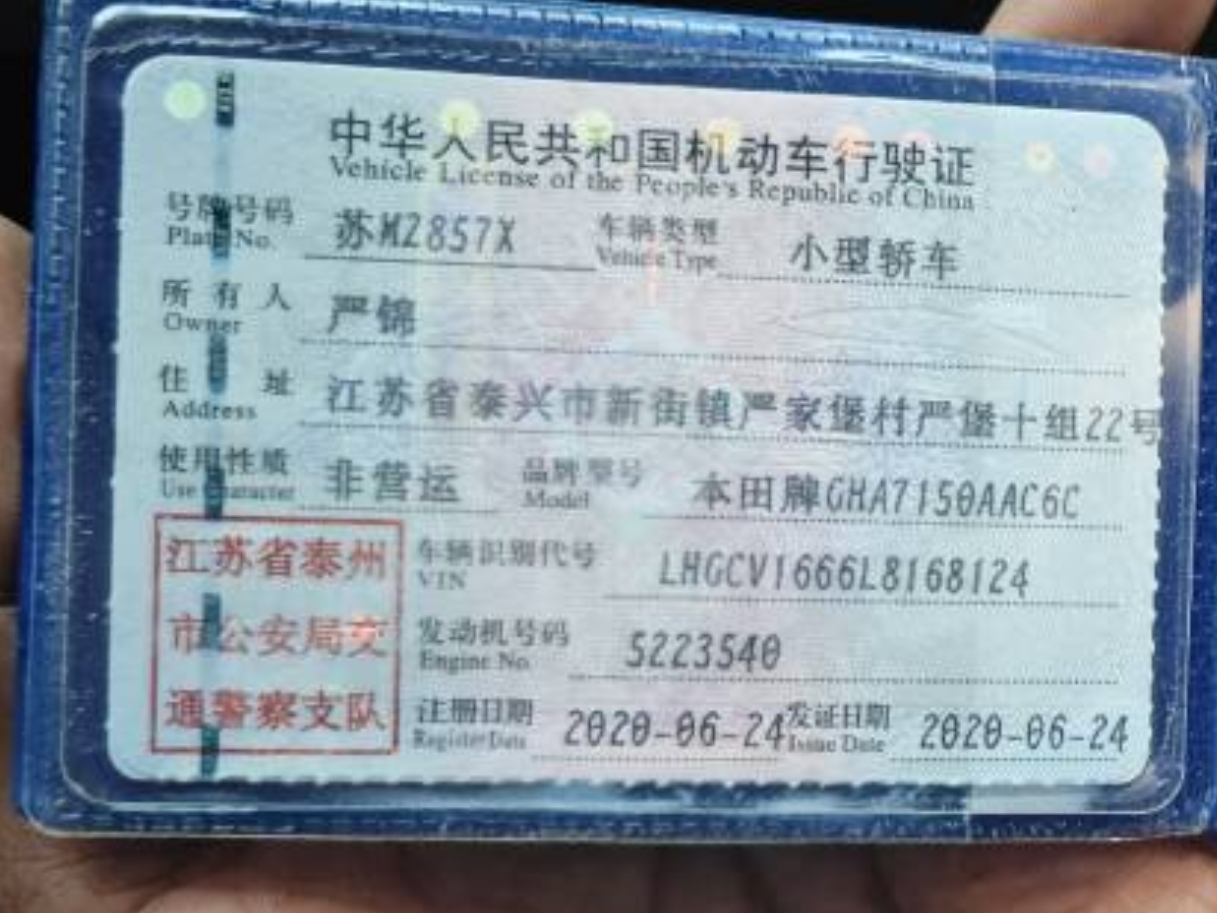 中华人民共和国机动车行驶证
Vehicle License of the People's Republic of China
号牌号码 苏M2857X 车辆类型 小型轿车
Plate No. Vehicle Type
所有人 严锦
Owner
住址 江苏省泰兴市新街镇严家堡村严堡十组22号
Address
使用性质 非营运 品牌型号 本田牌GHA7150AAC6C
Use Character Model
江苏省泰州
市公安局交
通警察支队
车辆识别代号 LHGCV1666L8168124
VIN
发动机号码 5223540
Engine No.
注册日期 2020-06-24 发证日期 2020-06-24
Register Date Issue Date